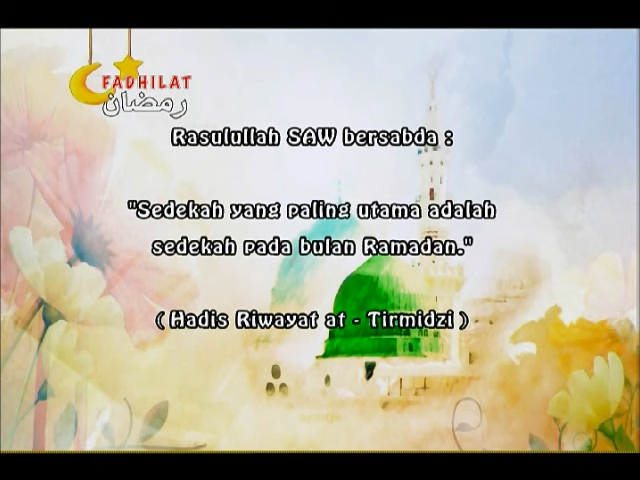 FADHILAT
رمضان
Rasulullah SAW bersabda :
"Sedekah yang paling utama adalah
sedekah pada bulan Ramadan."
( Hadis Riwayat at - Tirmidzi )